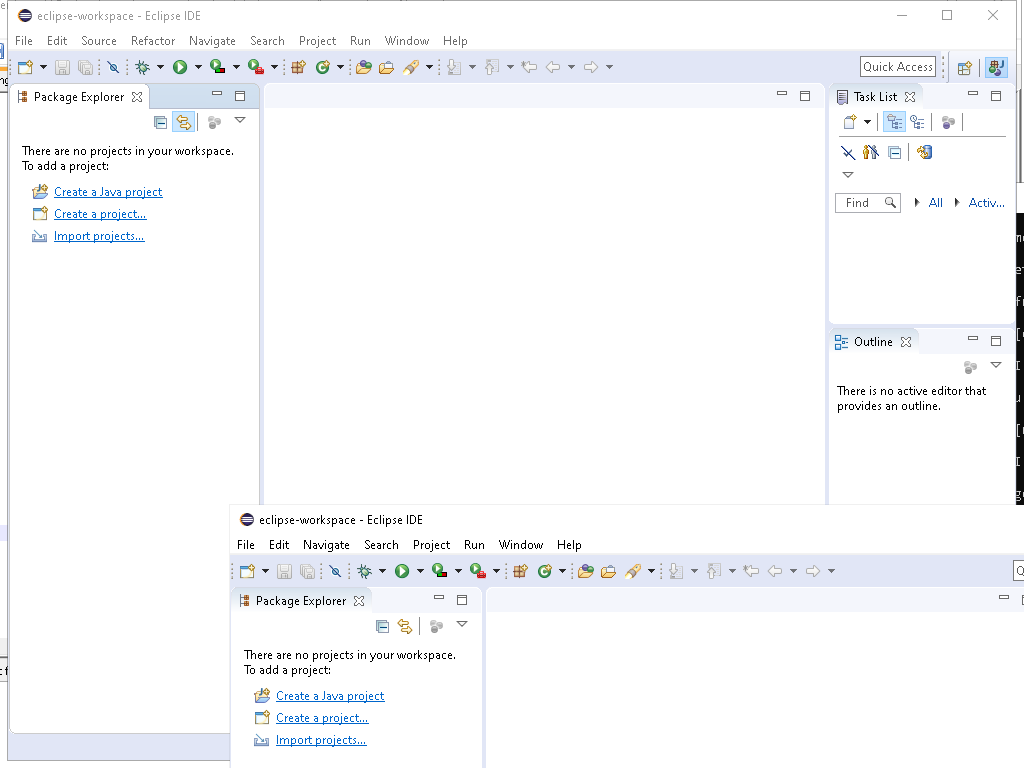 eclipse-workspace - Eclipse IDE
File Edit Source Refactor Navigate Search Project Run Window Help
Quick Access
Package Explorer
There are no projects in your workspace.
To add a project:
Create a Java project
Create a project...
Import projects...
Task List
Find
All
Activ...
Outline
There is no active editor that
provides an outline.
eclipse-workspace - Eclipse IDE
File Edit Navigate Search Project Run Window Help
Package Explorer
There are no projects in your workspace.
To add a project:
Create a Java project
Create a project...
Import projects...